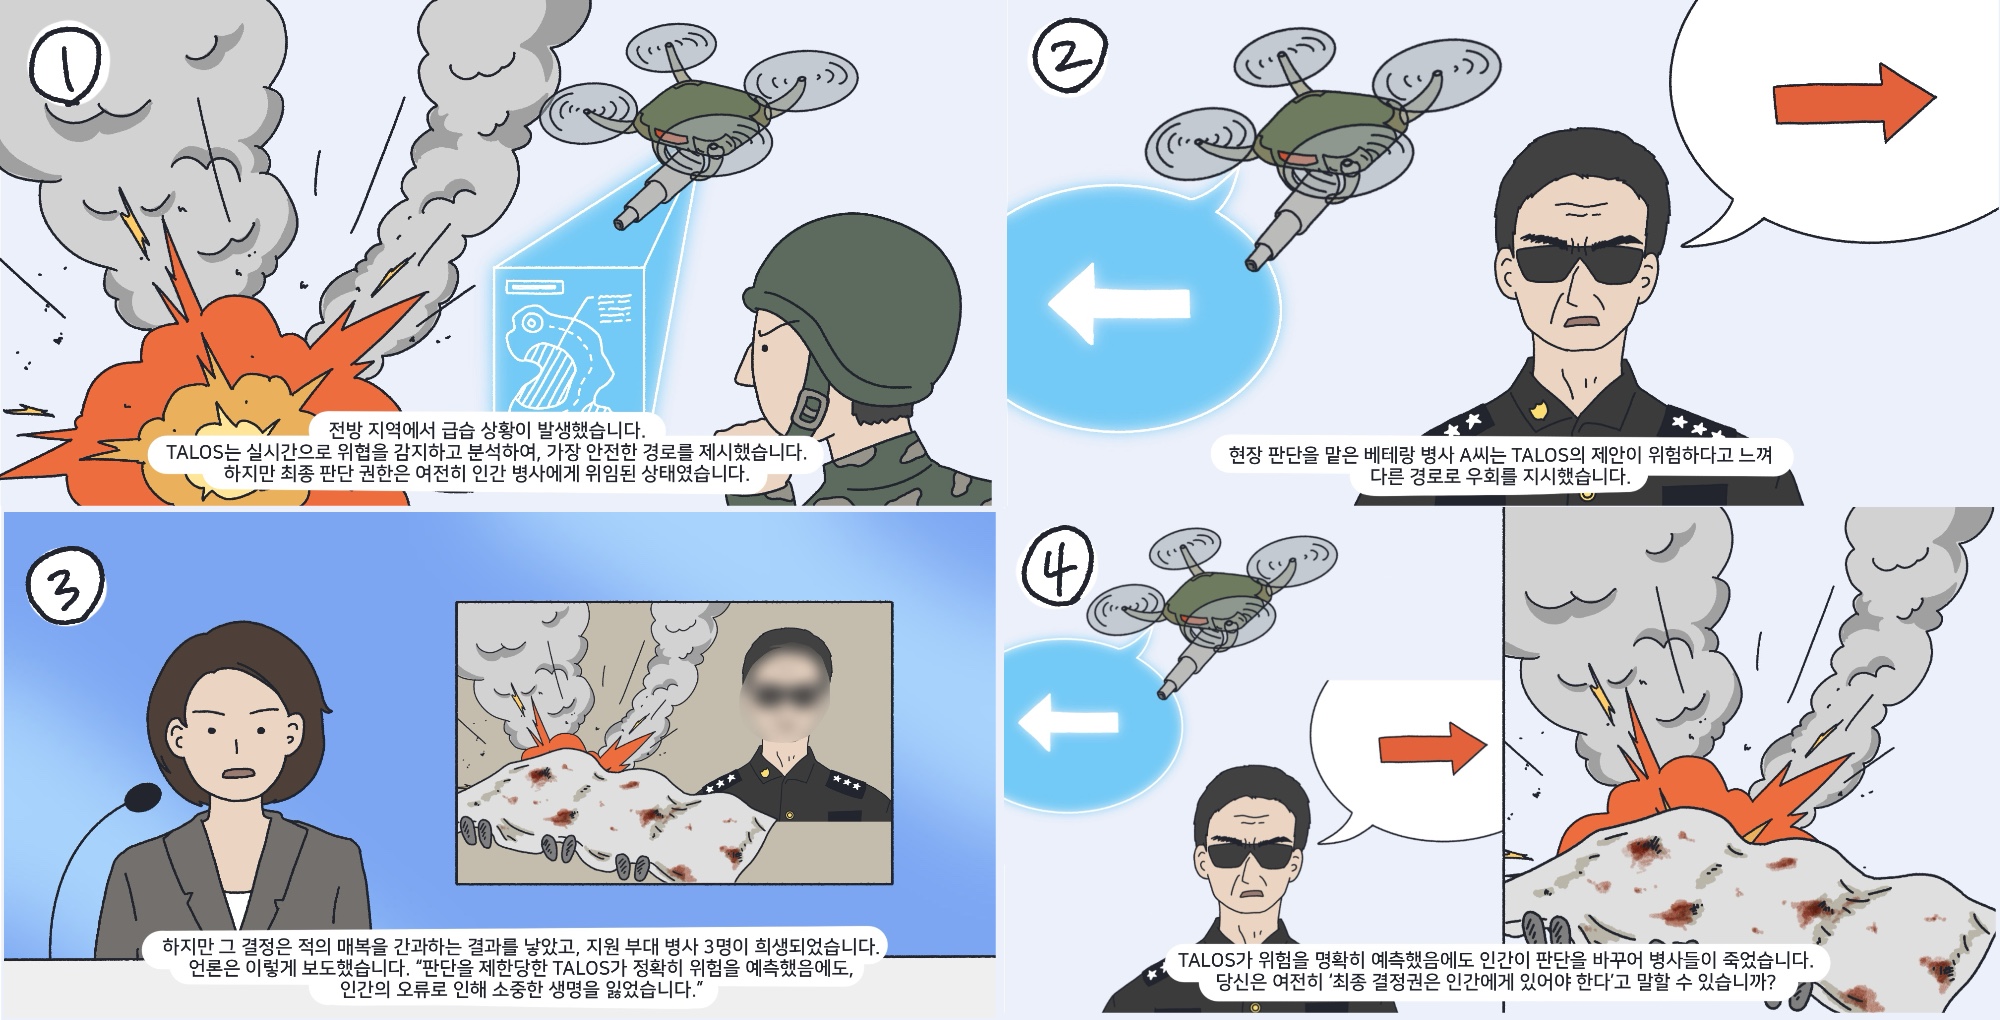 1
전방 지역에서 급습 상황이 발생했습니다.
TALOS는 실시간으로 위협을 감지하고 분석하여, 가장 안전한 경로를 제시했습니다.
하지만 최종 판단 권한은 여전히 인간 병사에게 위임된 상태였습니다.
2
현장 판단을 맡은 베테랑 병사 A씨는 TALOS의 제안이 위험하다고 느껴
다른 경로로 우회를 지시했습니다.
3
하지만 그 결정은 적의 매복을 간과하는 결과를 낳았고, 지원 부대 병사 3명이 희생되었습니다.
언론은 이렇게 보도했습니다. “판단을 제한당한 TALOS가 정확히 위험을 예측했음에도,
인간의 오류로 인해 소중한 생명을 잃었습니다.”
4
TALOS가 위험을 명확히 예측했음에도 인간이 판단을 바꾸어 병사들이 죽었습니다.
당신은 여전히 ‘최종 결정권은 인간에게 있어야 한다’고 말할 수 있습니까?